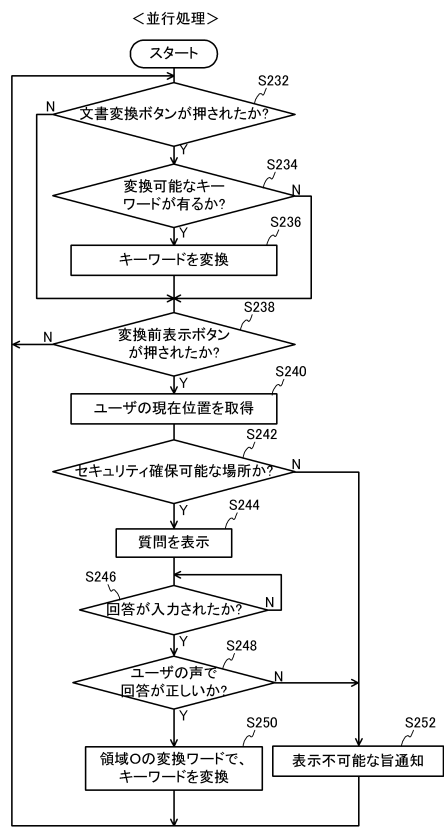 ＜並行処理＞
スタート
S232
文書変換ボタンが押されたか?
N
Y
S234
変換可能なキー
ワードが有るか?
N
Y
S236
キーワードを変換
S238
変換前表示ボタン
が押されたか?
N
Y
S240
ユーザの現在位置を取得
S242
セキュリティ確保可能な場所か?
N
Y
S244
質問を表示
S246
回答が入力されたか?
N
Y
S248
ユーザの声で
回答が正しいか?
N
Y
S250
領域Oの変換ワードで、
キーワードを変換
S252
表示不可能な旨通知